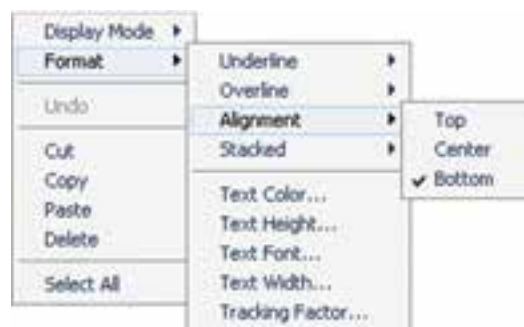 Display Mode
Format
Undo
Cut
Copy
Paste
Delete
Select All
Underline
Overline
Alignment
Stacked
Text Color...
Text Height...
Text Font...
Text Width...
Tracking Factor...
Top
Center
Bottom